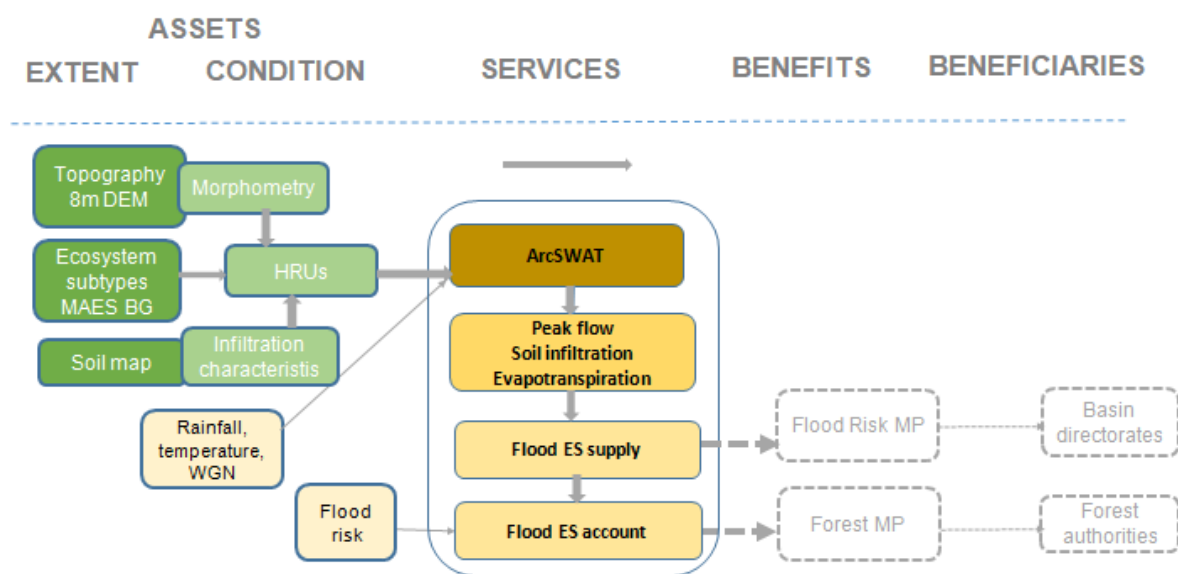 ASSETS
EXTENT
CONDITION
SERVICES
BENEFITS
BENEFICIARIES
Topography
8m DEM
Morphometry
Ecosystem
subtypes
MAES BG
HRUs
ArcSWAT
Soil map
Infiltration
characteristis
Peak flow
Soil infiltration
Evapotranspiration
Rainfall,
temperature,
WGN
Flood ES supply
Flood Risk MP
Basin
directorates
Flood
risk
Flood ES account
Forest MP
Forest
authorities